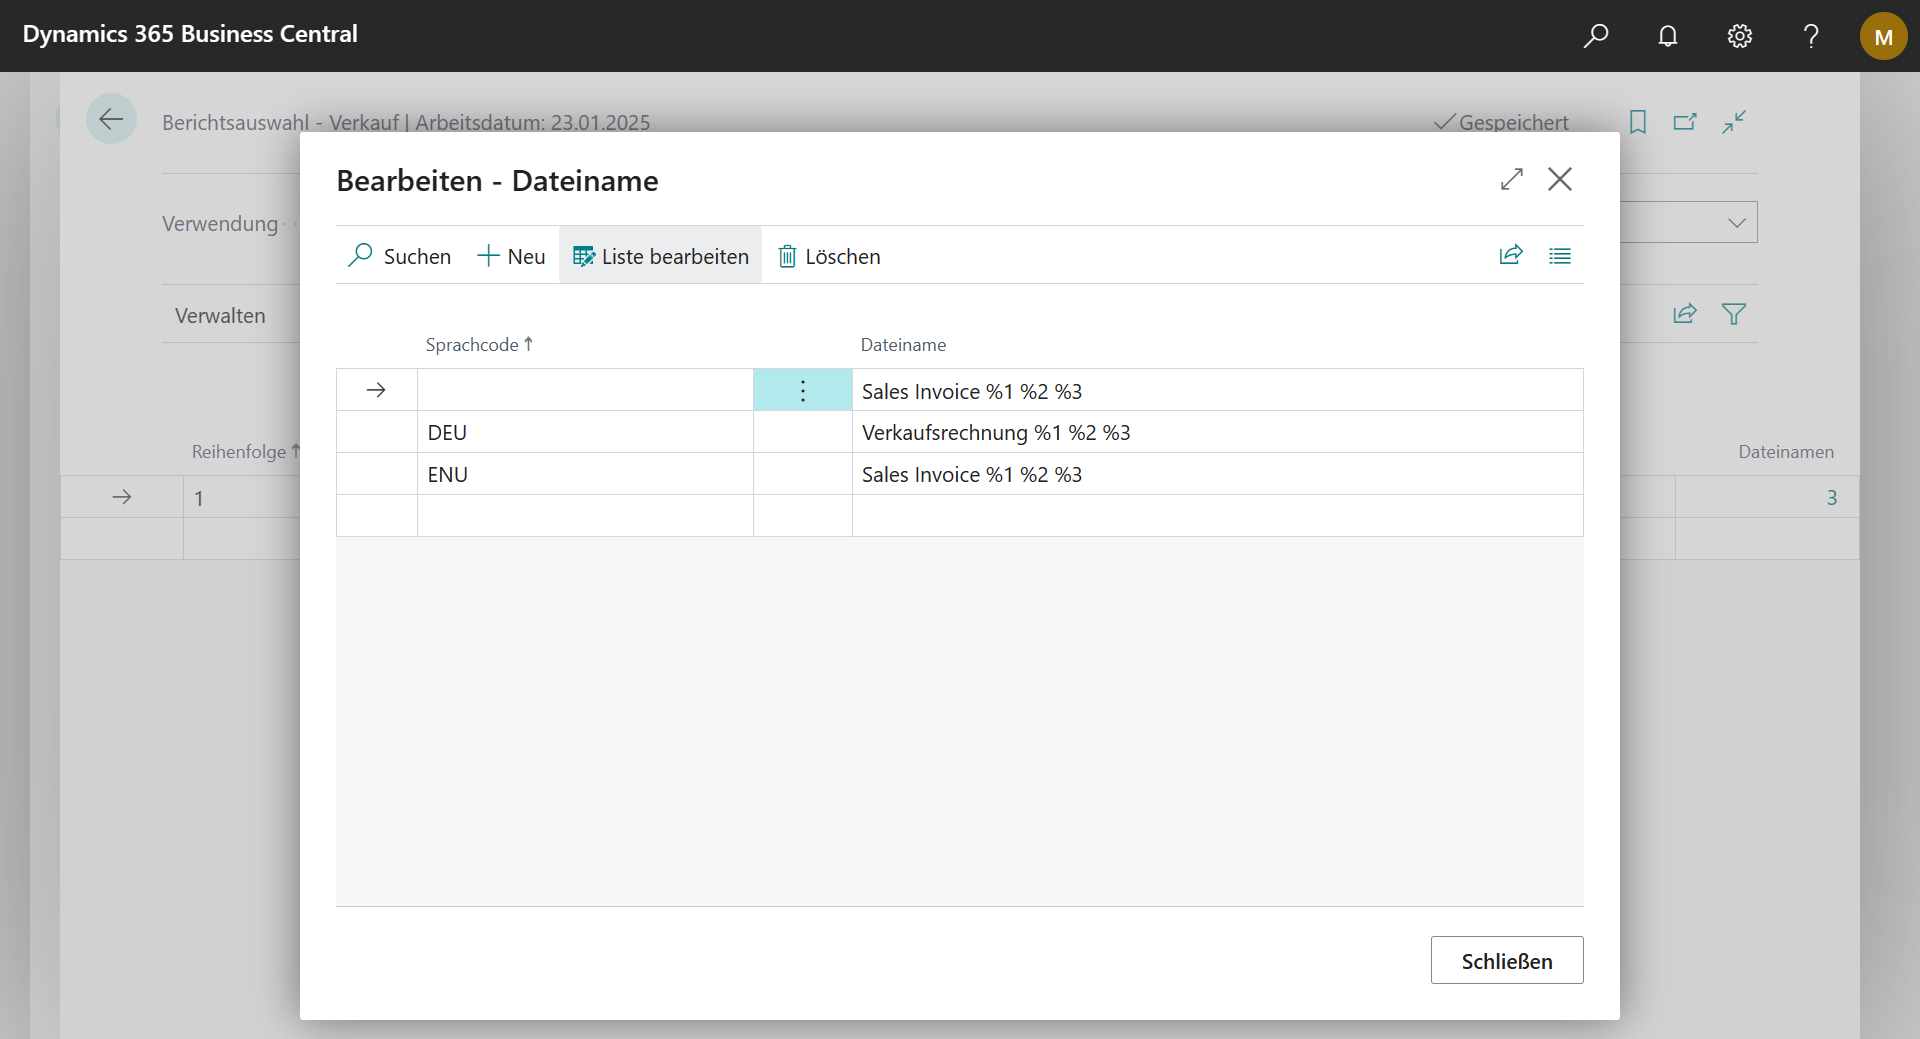 Dynamics 365 Business Central
M
Berichtsauswahl - Verkauf | Arbeitsdatum: 23.01.2025
Gespeichert
Verwendung
Verwalten
Reihenfolge ↑
Dateinamen
1
3
Bearbeiten - Dateiname
Suchen
Neu
Liste bearbeiten
Löschen
Sprachcode ↑
Dateiname
Sales Invoice %1 %2 %3
DEU
Verkaufsrechnung %1 %2 %3
ENU
Sales Invoice %1 %2 %3
Schließen